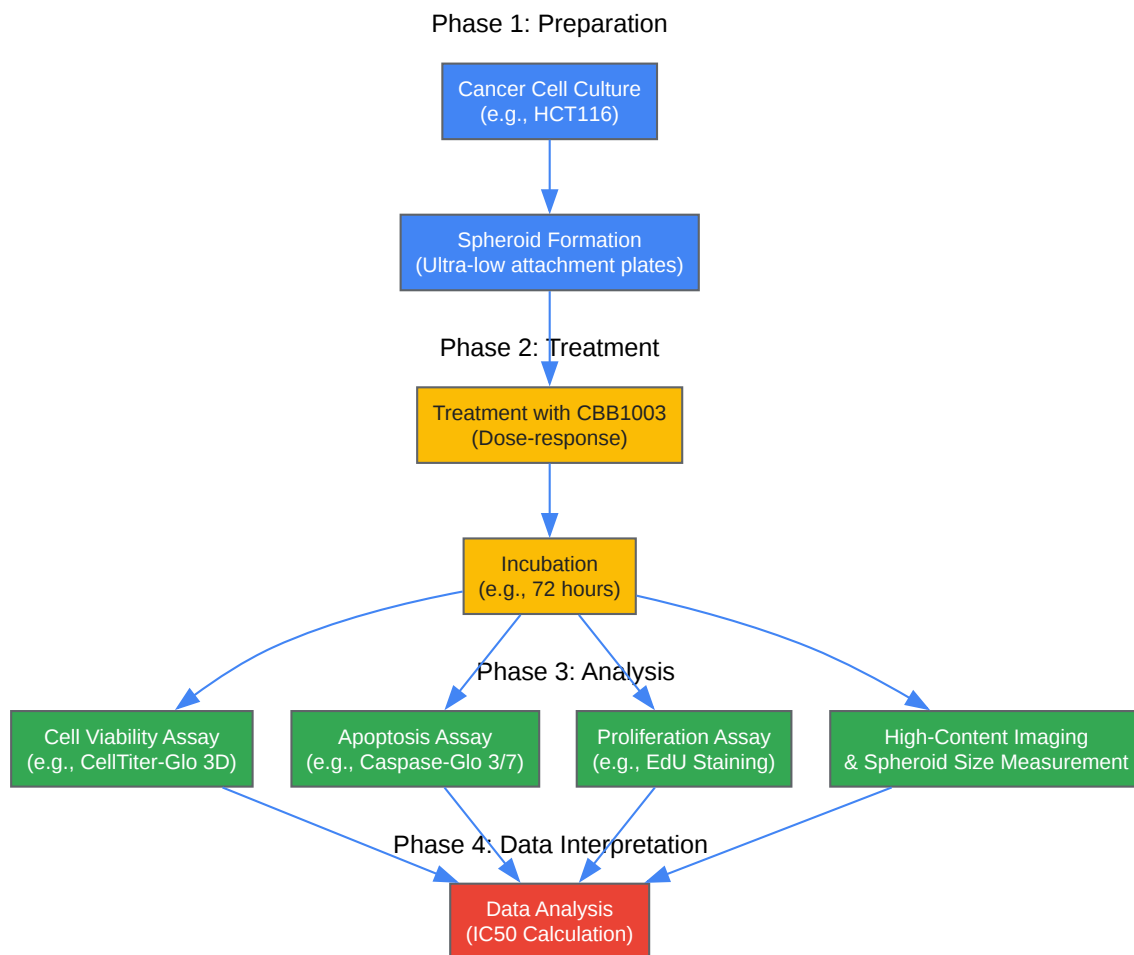 Phase 1: Preparation
Cancer Cell Culture
(e.g., HCT116)
Spheroid Formation
(Ultra-low attachment plates)
Phase 2: Treatment
Treatment with CBB1003
(Dose-response)
Incubation
(e.g., 72 hours)
Phase 3: Analysis
Cell Viability Assay
(e.g., CellTiter-Glo 3D)
Apoptosis Assay
(e.g., Caspase-Glo 3/7)
Proliferation Assay
(e.g., EdU Staining)
High-Content Imaging
& Spheroid Size Measurement
Phase 4: Data Interpretation
Data Analysis
(IC50 Calculation)